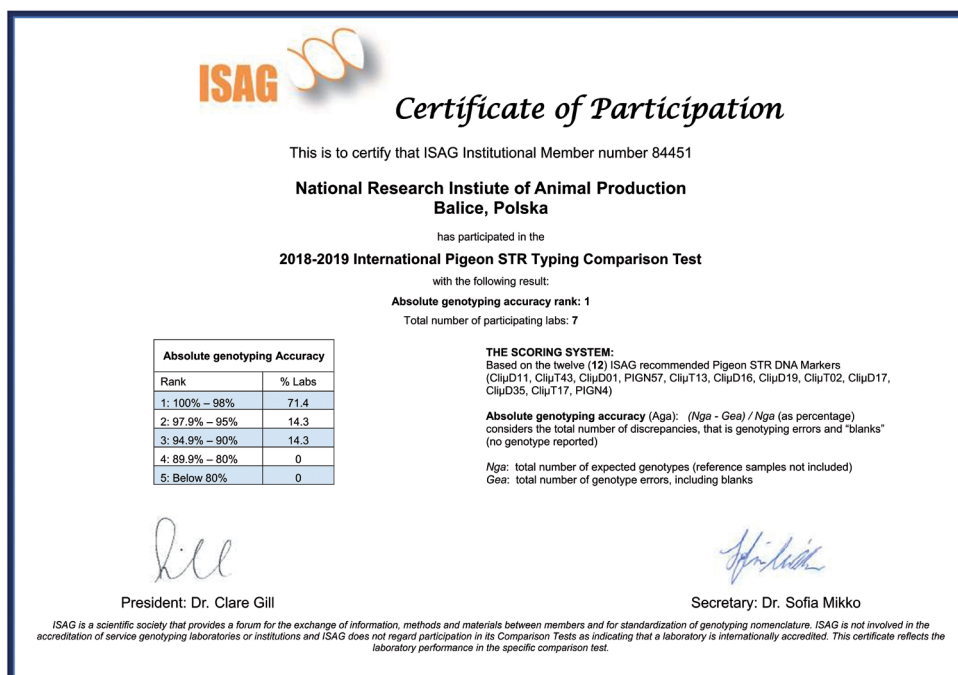 ISAG
Certificate of Participation
This is to certify that ISAG Institutional Member number 84451
National Research Instiute of Animal Production
Balice, Polska
has participated in the
2018-2019 International Pigeon STR Typing Comparison Test
with the following result:
Absolute genotyping accuracy rank: 1
Total number of participating labs: 7
Absolute genotyping Accuracy
Rank % Labs
1: 100% – 98% 71.4
2: 97.9% – 95% 14.3
3: 94.9% – 90% 14.3
4: 89.9% – 80% 0
5: Below 80% 0
THE SCORING SYSTEM:
Based on the twelve (12) ISAG recommended Pigeon STR DNA Markers
(CliµD11, CliµT43, CliµD01, PIGN57, CliµT13, CliµD16, CliµD19, CliµT02, CliµD17,
CliµD35, CliµT17, PIGN4)
Absolute genotyping accuracy (Aga): (Nga - Gea) / Nga (as percentage)
considers the total number of discrepancies, that is genotyping errors and “blanks”
(no genotype reported)
Nga: total number of expected genotypes (reference samples not included)
Gea: total number of genotype errors, including blanks
President: Dr. Clare Gill
Secretary: Dr. Sofia Mikko
ISAG is a scientific society that provides a forum for the exchange of information, methods and materials between members and for standardization of genotyping nomenclature. ISAG is not involved in the
accreditation of service genotyping laboratories or institutions and ISAG does not regard participation in its Comparison Tests as indicating that a laboratory is internationally accredited. This certificate reflects the
laboratory performance in the specific comparison test.